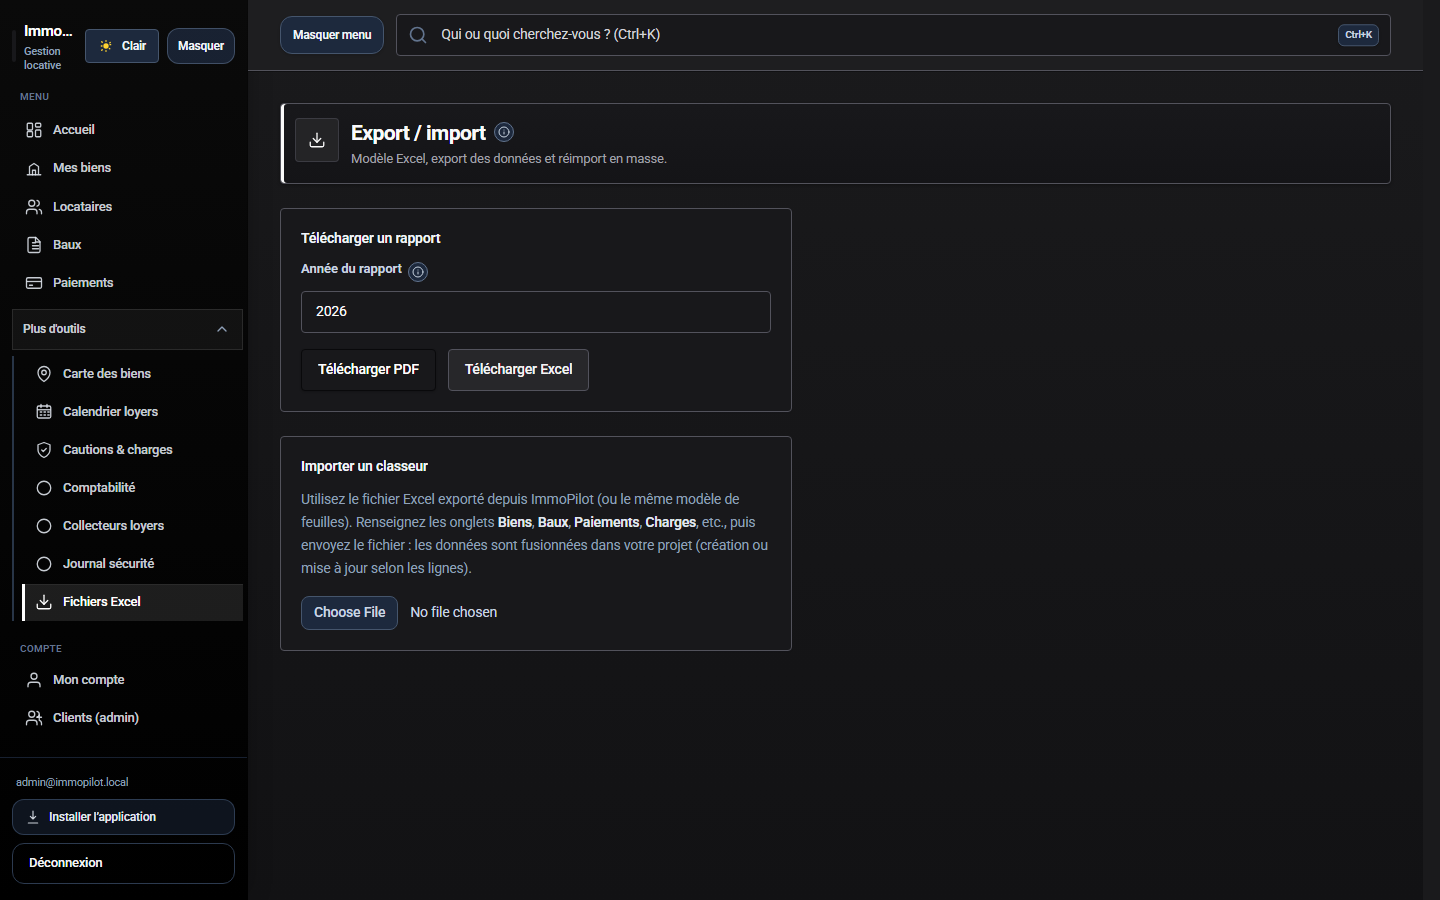 Immo...
Gestion
locative
Clair
Masquer
MENU
Accueil
Mes biens
Locataires
Baux
Paiements
Plus d'outils
Carte des biens
Calendrier loyers
Cautions & charges
Comptabilité
Collecteurs loyers
Journal sécurité
Fichiers Excel
COMPTE
Mon compte
Clients (admin)
admin@immopilot.local
Installer l'application
Déconnexion
Masquer menu
Qui ou quoi cherchez-vous ? (Ctrl+K)
Ctrl+K
Export / import
Modèle Excel, export des données et réimport en masse.
Télécharger un rapport
Année du rapport
2026
Télécharger PDF
Télécharger Excel
Importer un classeur
Utilisez le fichier Excel exporté depuis ImmoPilot (ou le même modèle de
feuilles). Renseignez les onglets Biens, Baux, Paiements, Charges, etc., puis
envoyez le fichier : les données sont fusionnées dans votre projet (création ou
mise à jour selon les lignes).
Choose File
No file chosen